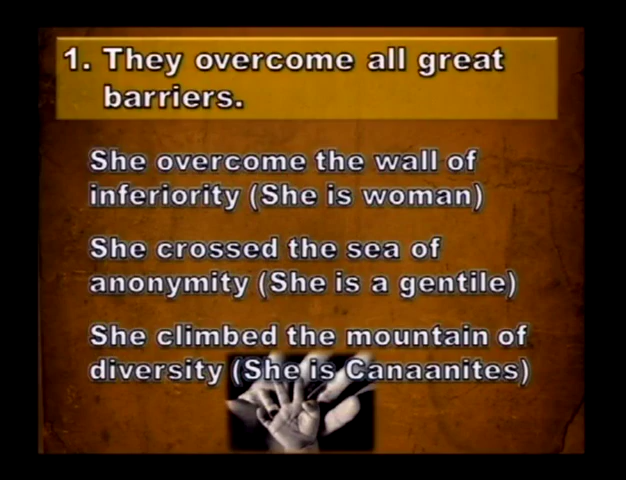 1. They overcome all great
barriers.
She overcome the wall of
inferiority (She is woman)
She crossed the sea of
anonymity (She is a gentile)
She climbed the mountain of
diversity (She is Canaanites)